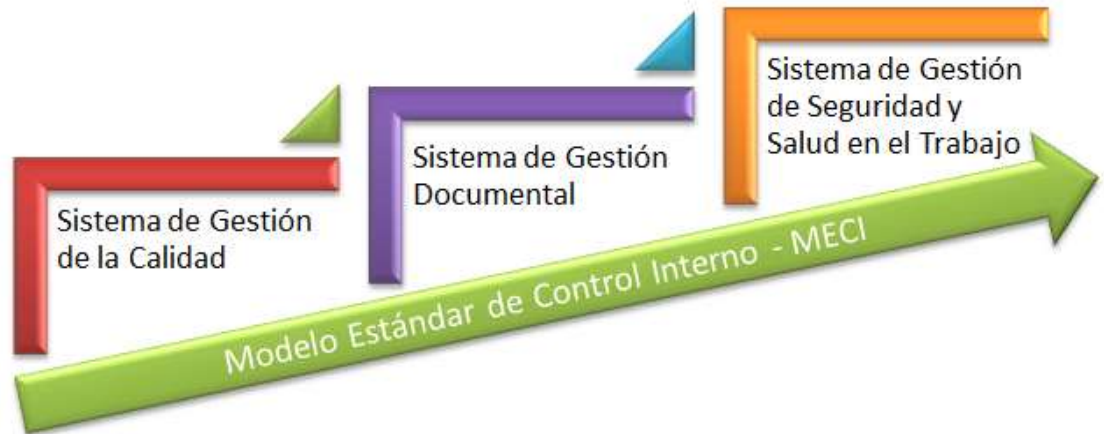 Sistema de Gestión
de la Calidad
Sistema de Gestión
Documental
Sistema de Gestión
de Seguridad y
Salud en el Trabajo
Modelo Estándar de Control Interno - MECI